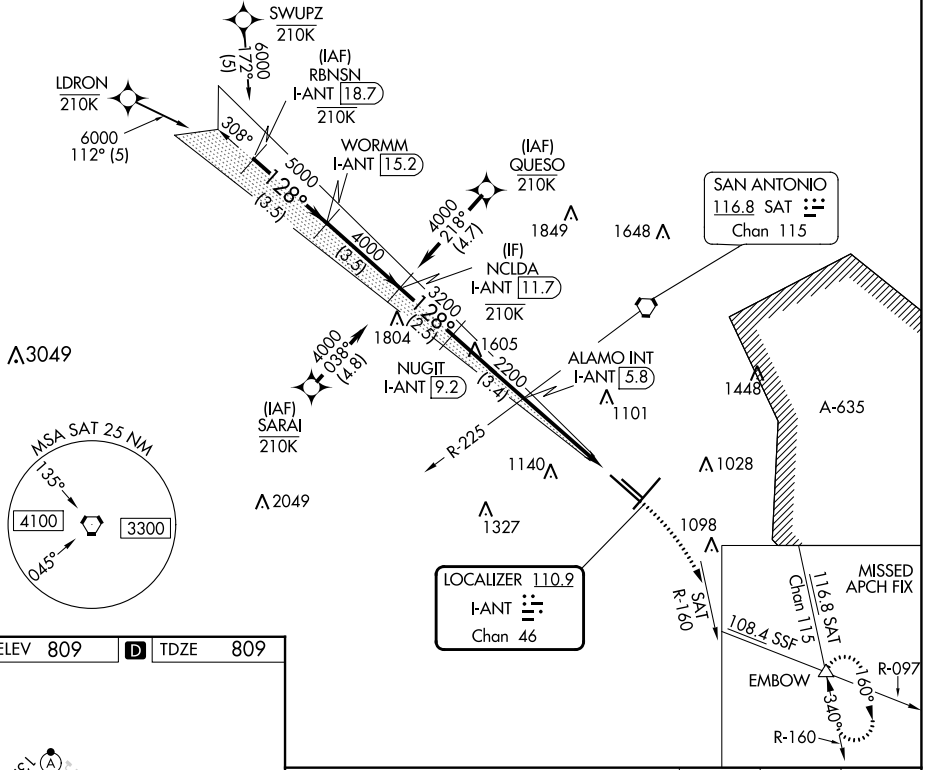 SWUPZ
210K
6000
172°
(5)
(IAF)
RBNSN
I-ANT 18.7
210K
LDRON
210K
6000
112° (5)
308°
5000
128°
(3.5)
WORMM
I-ANT 15.2
4000
(3.5)
(IAF)
QUESO
210K
4000
218°
(4.7)
1849
1648
SAN ANTONIO
116.8 SAT
Chan 115
(IF)
NCLDA
I-ANT 11.7
210K
3200
128°
(2.5)
1804
1605
2200
(3.4)
NUGIT
I-ANT 9.2
ALAMO INT
I-ANT 5.8
1101
1448
A-635
3049
4000
038°
(4.8)
(IAF)
SARAI
210K
R-225
1140
1028
MSA SAT 25 NM
135°
4100
3300
045°
2049
1327
1098
LOCALIZER 110.9
I-ANT
Chan 46
SAT
R-160
MISSED
APCH FIX
116.8 SAT
Chan 115
108.4 SSF
EMBOW
R-097
160°
340°
R-160
ELEV 809
D
TDZE 809
A